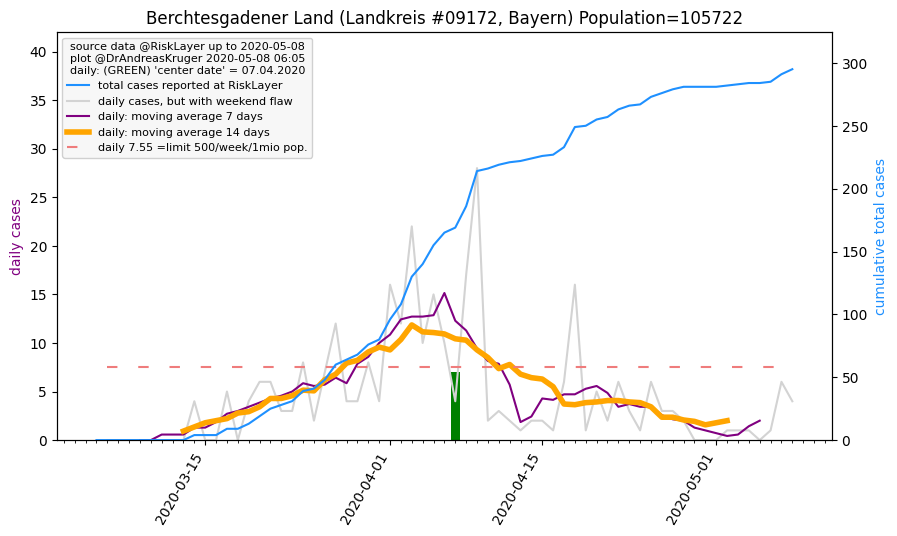 Berchtesgadener Land (Landkreis #09172, Bayern) Population=105722
source data @RiskLayer up to 2020-05-08
plot @DrAndreasKruger 2020-05-08 06:05
daily: (GREEN) 'center date' = 07.04.2020
total cases reported at RiskLayer
daily cases, but with weekend flaw
daily: moving average 7 days
daily: moving average 14 days
daily 7.55 =limit 500/week/1mio pop.
daily cases
40
35
30
25
20
15
10
5
0
cumulative total cases
300
250
200
150
100
50
0
2020-03-15
2020-04-01
2020-04-15
2020-05-01